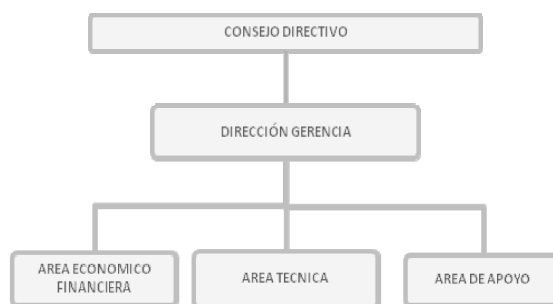 CONSEJO DIRECTIVO
DIRECCIÓN GERENCIA
AREA ECONOMICO
FINANCIERA
AREA TECNICA
AREA DE APOYO